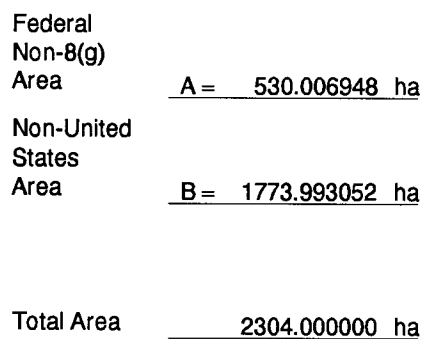 Federal
Non-8(g)
Area A = 530.006948 ha
Non-United
States
Area B = 1773.993052 ha
Total Area 2304.000000 ha